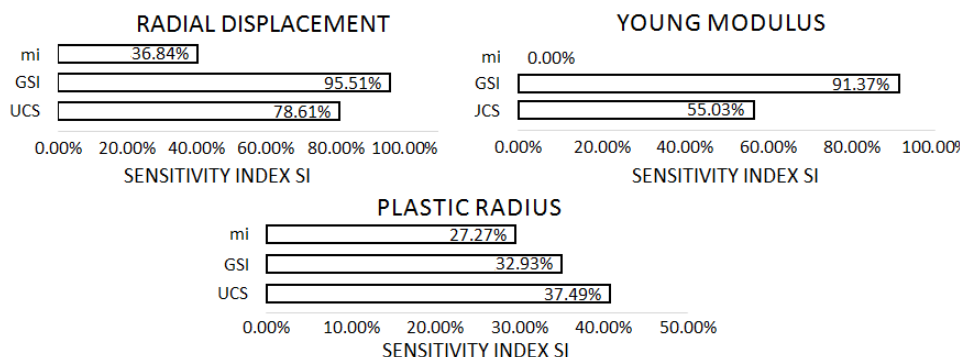 RADIAL DISPLACEMENT
mi 36.84%
GSI 95.51%
UCS 78.61%
0.00% 20.00% 40.00% 60.00% 80.00% 100.00%
SENSITIVITY INDEX SI
YOUNG MODULUS
mi 0.00%
GSI 91.37%
JCS 55.03%
0.00% 20.00% 40.00% 60.00% 80.00% 100.00%
SENSITIVITY INDEX SI
PLASTIC RADIUS
mi 27.27%
GSI 32.93%
UCS 37.49%
0.00% 10.00% 20.00% 30.00% 40.00% 50.00%
SENSITIVITY INDEX SI